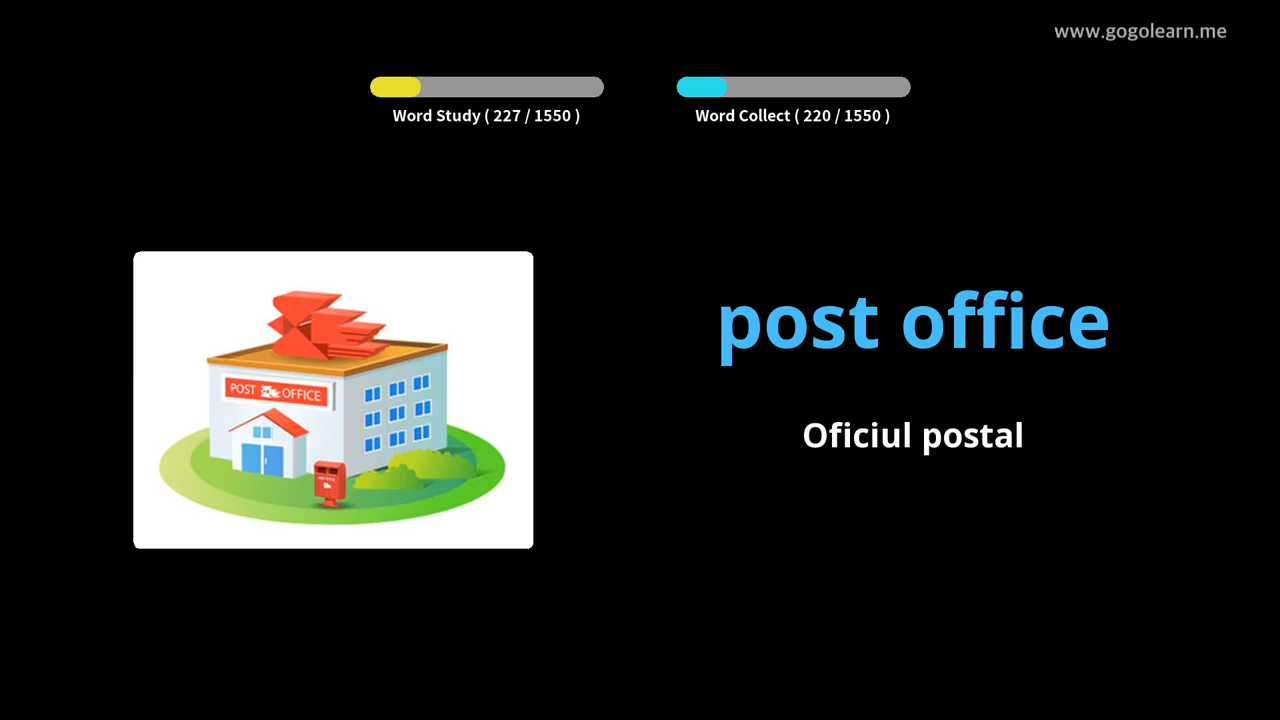 www.gogolearn.me
Word Study ( 227 / 1550 )
Word Collect ( 220 / 1550 )
post office
POST OFFICE
Oficiul postal